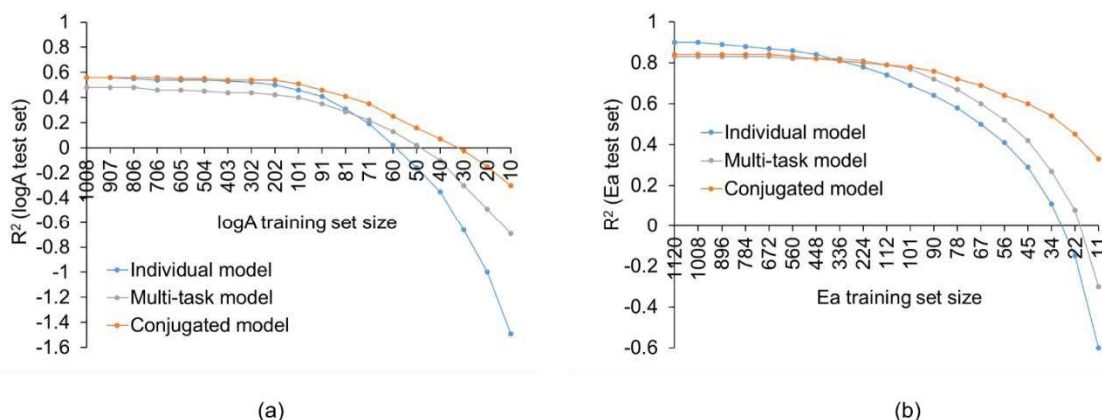 1
0.8
0.6
0.4
0.2
0
-0.2
-0.4
-0.6
-0.8
-1
-1.2
-1.4
-1.6
R² (logA test set)
1008 907 806 706 605 504 403 302 202 101 91 81 71 60 50 40 30 20 10
logA training set size
Individual model
Multi-task model
Conjugated model
(a)
1
0.8
0.6
0.4
0.2
0
-0.2
-0.4
-0.6
R² (Ea test set)
Individual model
Multi-task model
Conjugated model
1120 1008 896 784 672 560 448 336 224 112 101 90 78 67 56 45 34 22 11
Ea training set size
(b)